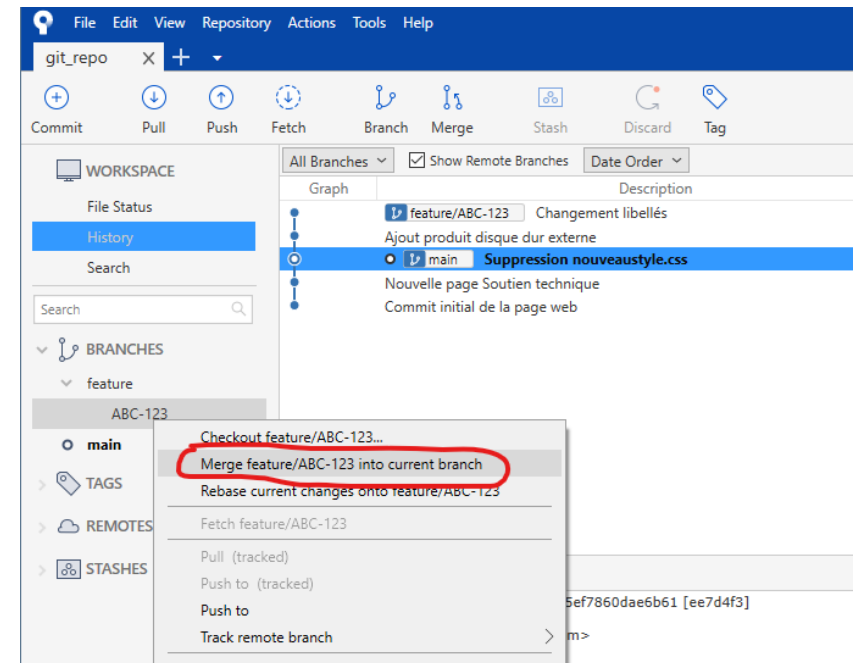 File Edit View Repository Actions Tools Help
git_repo
Commit Pull Push Fetch Branch Merge Stash Discard Tag
WORKSPACE
File Status
History
Search
Search
BRANCHES
feature
ABC-123
main
TAGS
REMOTES
STASHES
All Branches Show Remote Branches Date Order
Graph Description
feature/ABC-123 Changement libellés
Ajout produit disque dur externe
main Suppression nouveaustyle.css
Nouvelle page Soutien technique
Commit initial de la page web
Checkout feature/ABC-123...
Merge feature/ABC-123 into current branch
Rebase current changes onto feature/ABC-123
Fetch feature/ABC-123
Pull (tracked)
Push to (tracked)
Push to
Track remote branch
5ef7860dae6b61 [ee7d4f3]
m>